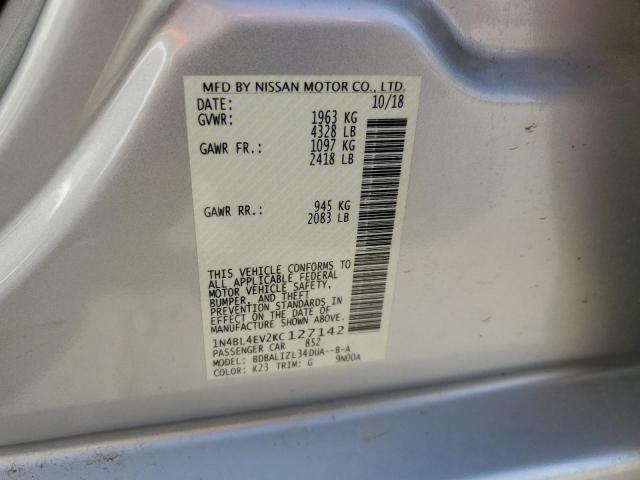 MFD BY NISSAN MOTOR CO., LTD.
DATE: 10/18
GVWR: 1963 KG
4328 LB
GAWR FR.: 1097 KG
2418 LB
GAWR RR.: 945 KG
2083 LB
THIS VEHICLE CONFORMS TO
ALL APPLICABLE FEDERAL
MOTOR VEHICLE SAFETY,
BUMPER, AND THEFT
PREVENTION STANDARDS IN
EFFECT ON THE DATE OF
MANUFACTURE SHOWN ABOVE.
1N4BL4EV2KC127142
PASSENGER CAR 8S2
MODEL: BDBALIZL34DUA--B-A
COLOR: K23 TRIM: G 9N00A